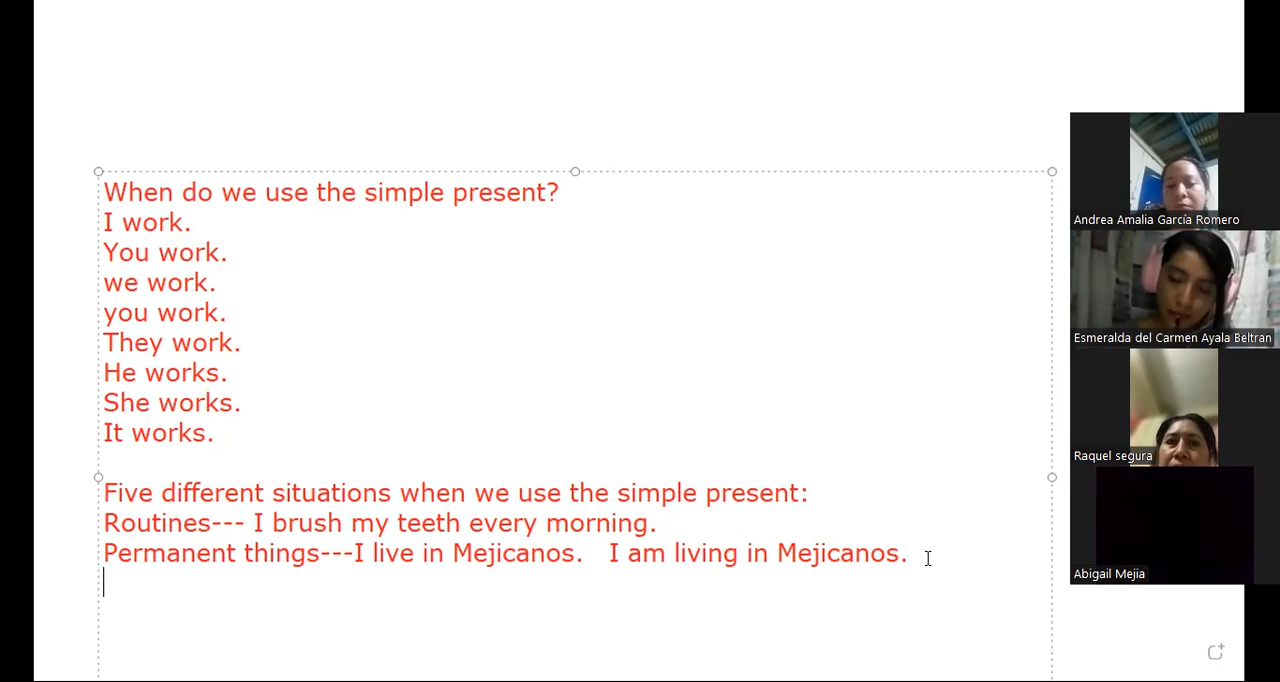 When do we use the simple present?
I work.
You work.
we work.
you work.
They work.
He works.
She works.
It works.
Five different situations when we use the simple present:
Routines--- I brush my teeth every morning.
Permanent things---I live in Mejicanos. I am living in Mejicanos.
Andrea Amalia García Romero
Esmeralda del Carmen Ayala Beltran
Raquel segura
Abigail Mejia